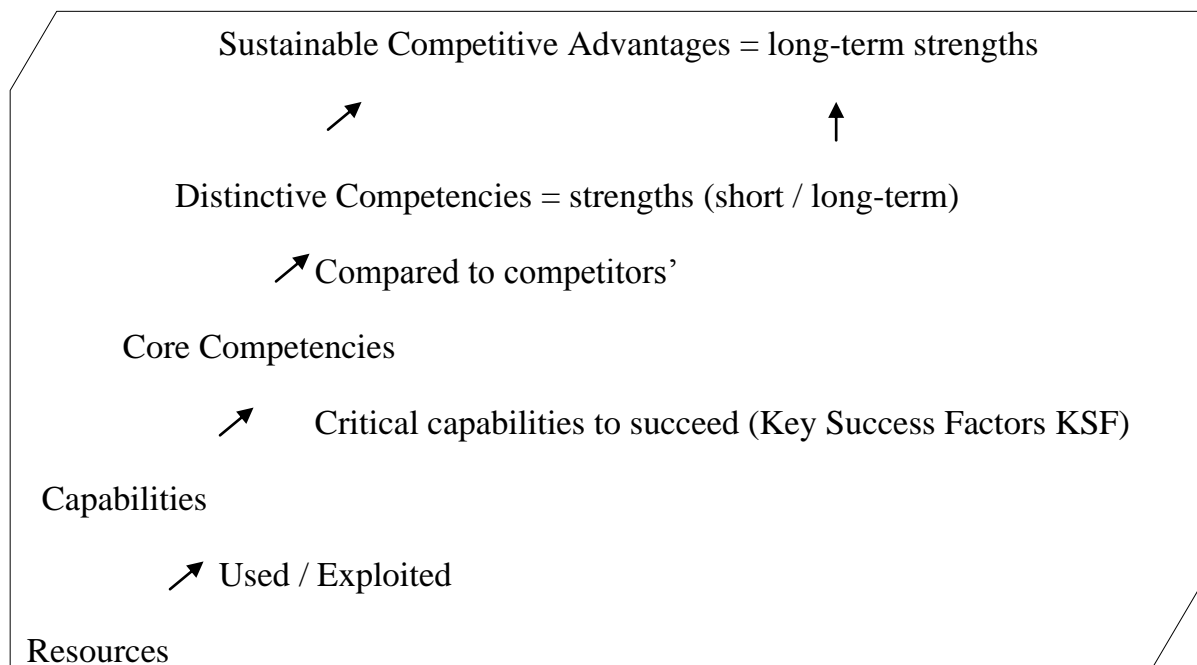 Sustainable Competitive Advantages = long-term strengths
Distinctive Competencies = strengths (short / long-term)
Compared to competitors’
Core Competencies
Critical capabilities to succeed (Key Success Factors KSF)
Capabilities
Used / Exploited
Resources